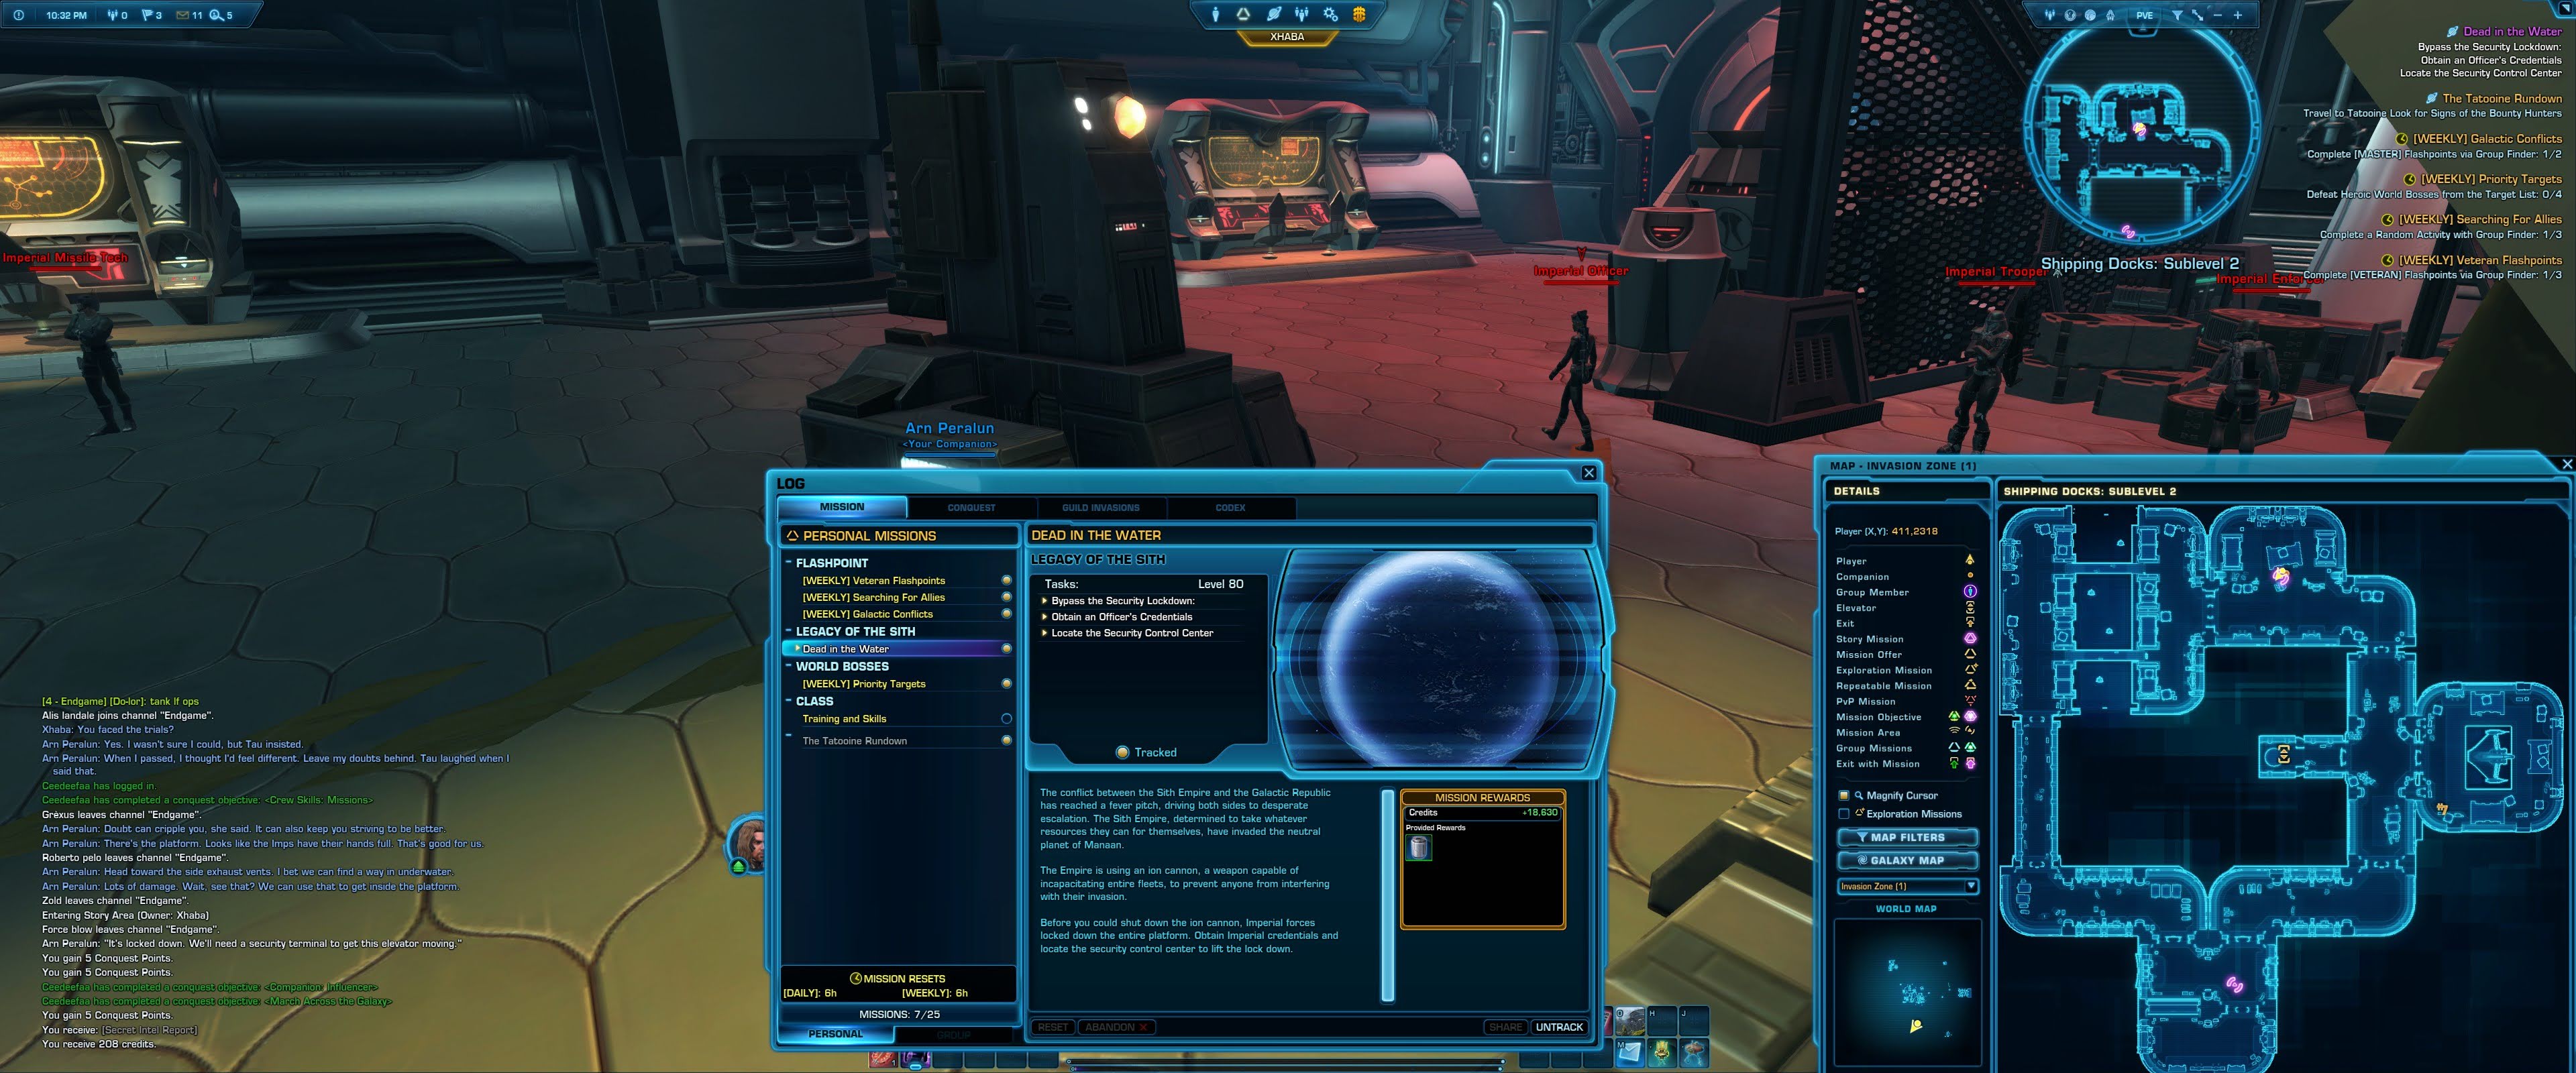 10:32 PM 0 3 11 5
XHABA
PVE
Dead in the Water
Bypass the Security Lockdown:
Obtain an Officer's Credentials
Locate the Security Control Center
The Tatooine Rundown
Travel to Tatooine Look for Signs of the Bounty Hunters
[WEEKLY] Galactic Conflicts
Complete [MASTER] Flashpoints via Group Finder: 1/2
[WEEKLY] Priority Targets
Defeat Heroic World Bosses from the Target List: 0/4
[WEEKLY] Searching For Allies
Complete a Random Activity with Group Finder: 1/3
[WEEKLY] Veteran Flashpoints
Complete [VETERAN] Flashpoints via Group Finder: 1/3
Shipping Docks: Sublevel 2
Imperial Missile Tech
Imperial Officer
Imperial Trooper
Imperial
Arn Peralun
<Your Companion>
[4 - Endgame] [Do-lor]: tank lf ops
Alis landale joins channel "Endgame".
Xhaba: You faced the trials?
Arn Peralun: Yes. I wasn't sure I could, but Tau insisted.
Arn Peralun: When I passed, I thought I'd feel different. Leave my doubts behind. Tau laughed when I
said that.
Ceedeefaa has logged in.
Ceedeefaa has completed a conquest objective: <Crew Skills: Missions>
Grèxus leaves channel "Endgame".
Arn Peralun: Doubt can cripple you, she said. It can also keep you striving to be better.
Arn Peralun: There's the platform. Looks like the Imps have their hands full. That's good for us.
Roberto pelo leaves channel "Endgame".
Arn Peralun: Head toward the side exhaust vents. I bet we can find a way in underwater.
Arn Peralun: Lots of damage. Wait, see that? We can use that to get inside the platform.
Zold leaves channel "Endgame".
Entering Story Area (Owner: Xhaba)
Force blow leaves channel "Endgame".
Arn Peralun: "It's locked down. We'll need a security terminal to get this elevator moving."
You gain 5 Conquest Points.
You gain 5 Conquest Points.
Ceedeefaa has completed a conquest objective: <Companion: Influencer>
Ceedeefaa has completed a conquest objective: <March Across the Galaxy>
You gain 5 Conquest Points.
You receive: [Secret Intel Report]
You receive 208 credits.
LOG
MISSION CONQUEST GUILD INVASIONS CODEX
PERSONAL MISSIONS
FLASHPOINT
[WEEKLY] Veteran Flashpoints
[WEEKLY] Searching For Allies
[WEEKLY] Galactic Conflicts
LEGACY OF THE SITH
Dead in the Water
WORLD BOSSES
[WEEKLY] Priority Targets
CLASS
Training and Skills
The Tatooine Rundown
MISSION RESETS
[DAILY]: 6h [WEEKLY]: 6h
MISSIONS: 7/25
PERSONAL GROUP
DEAD IN THE WATER
LEGACY OF THE SITH
Tasks: Level 80
Bypass the Security Lockdown:
Obtain an Officer's Credentials
Locate the Security Control Center
Tracked
The conflict between the Sith Empire and the Galactic Republic
has reached a fever pitch, driving both sides to desperate
escalation. The Sith Empire, determined to take whatever
resources they can for themselves, have invaded the neutral
planet of Manaan.
The Empire is using an ion cannon, a weapon capable of
incapacitating entire fleets, to prevent anyone from interfering
with their invasion.
Before you could shut down the ion cannon, Imperial forces
locked down the entire platform. Obtain Imperial credentials and
locate the security control center to lift the lock down.
MISSION REWARDS
Credits +18,630
Provided Rewards
RESET ABANDON SHARE UNTRACK
H J
M
MAP - INVASION ZONE [1]
DETAILS
SHIPPING DOCKS: SUBLEVEL 2
Player [X,Y]: 411,2318
Player
Companion
Group Member
Elevator
Exit
Story Mission
Mission Offer
Exploration Mission
Repeatable Mission
PvP Mission
Mission Objective
Mission Area
Group Missions
Exit with Mission
Magnify Cursor
Exploration Missions
MAP FILTERS
GALAXY MAP
Invasion Zone [1]
WORLD MAP